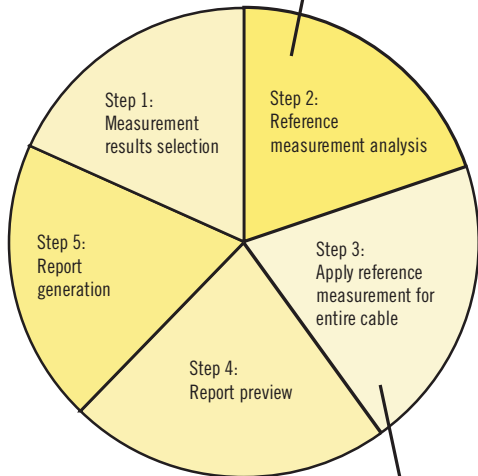 Step 1:
Measurement
results selection
Step 2:
Reference
measurement analysis
Step 3:
Apply reference
measurement for
entire cable
Step 4:
Report preview
Step 5:
Report
generation